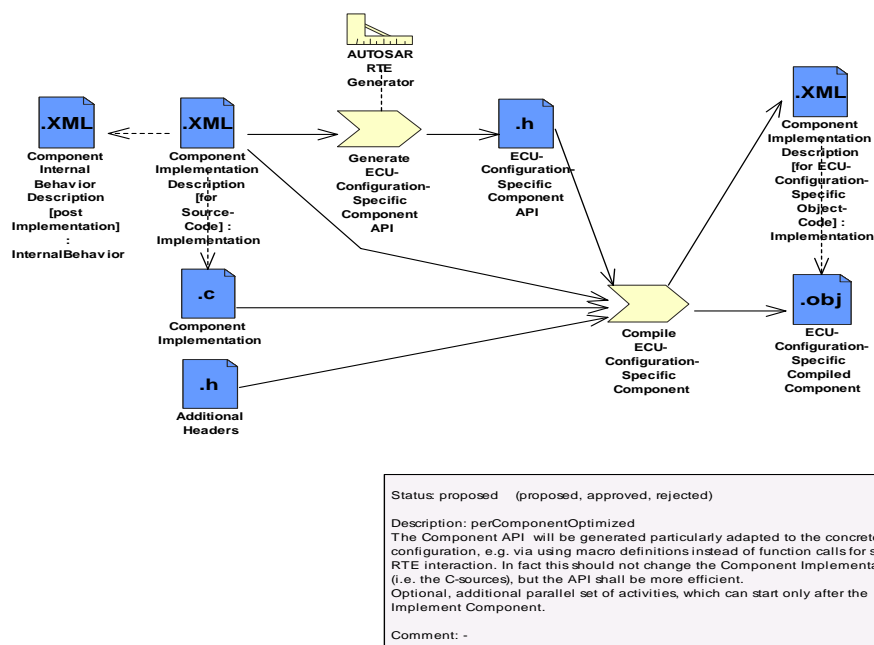 AUTOSAR
RTE
Generator
.XML
Component
Internal
Behavior
Description
[post
Implementation]
:
InternalBehavior
.XML
Component
Implementation
Description
[for
Source-
Code] :
Implementation
Generate
ECU-
Configuration-
Specific
Component
API
.h
ECU-
Configuration-
Specific
Component
API
.XML
Component
Implementation
Description
[for ECU-
Configuration-
Specific
Object-
Code] :
Implementation
.c
Component
Implementation
.h
Additional
Headers
Compile
ECU-
Configuration-
Specific
Component
.obj
ECU-
Configuration-
Specific
Compiled
Component
Status: proposed (proposed, approved, rejected)
Description: perComponentOptimized
The Component API will be generated particularly adapted to the concret
configuration, e.g. via using macro definitions instead of function calls for s
RTE interaction. In fact this should not change the Component Implementa
(i.e. the C-sources), but the API shall be more efficient.
Optional, additional parallel set of activities, which can start only after the
Implement Component.
Comment: -